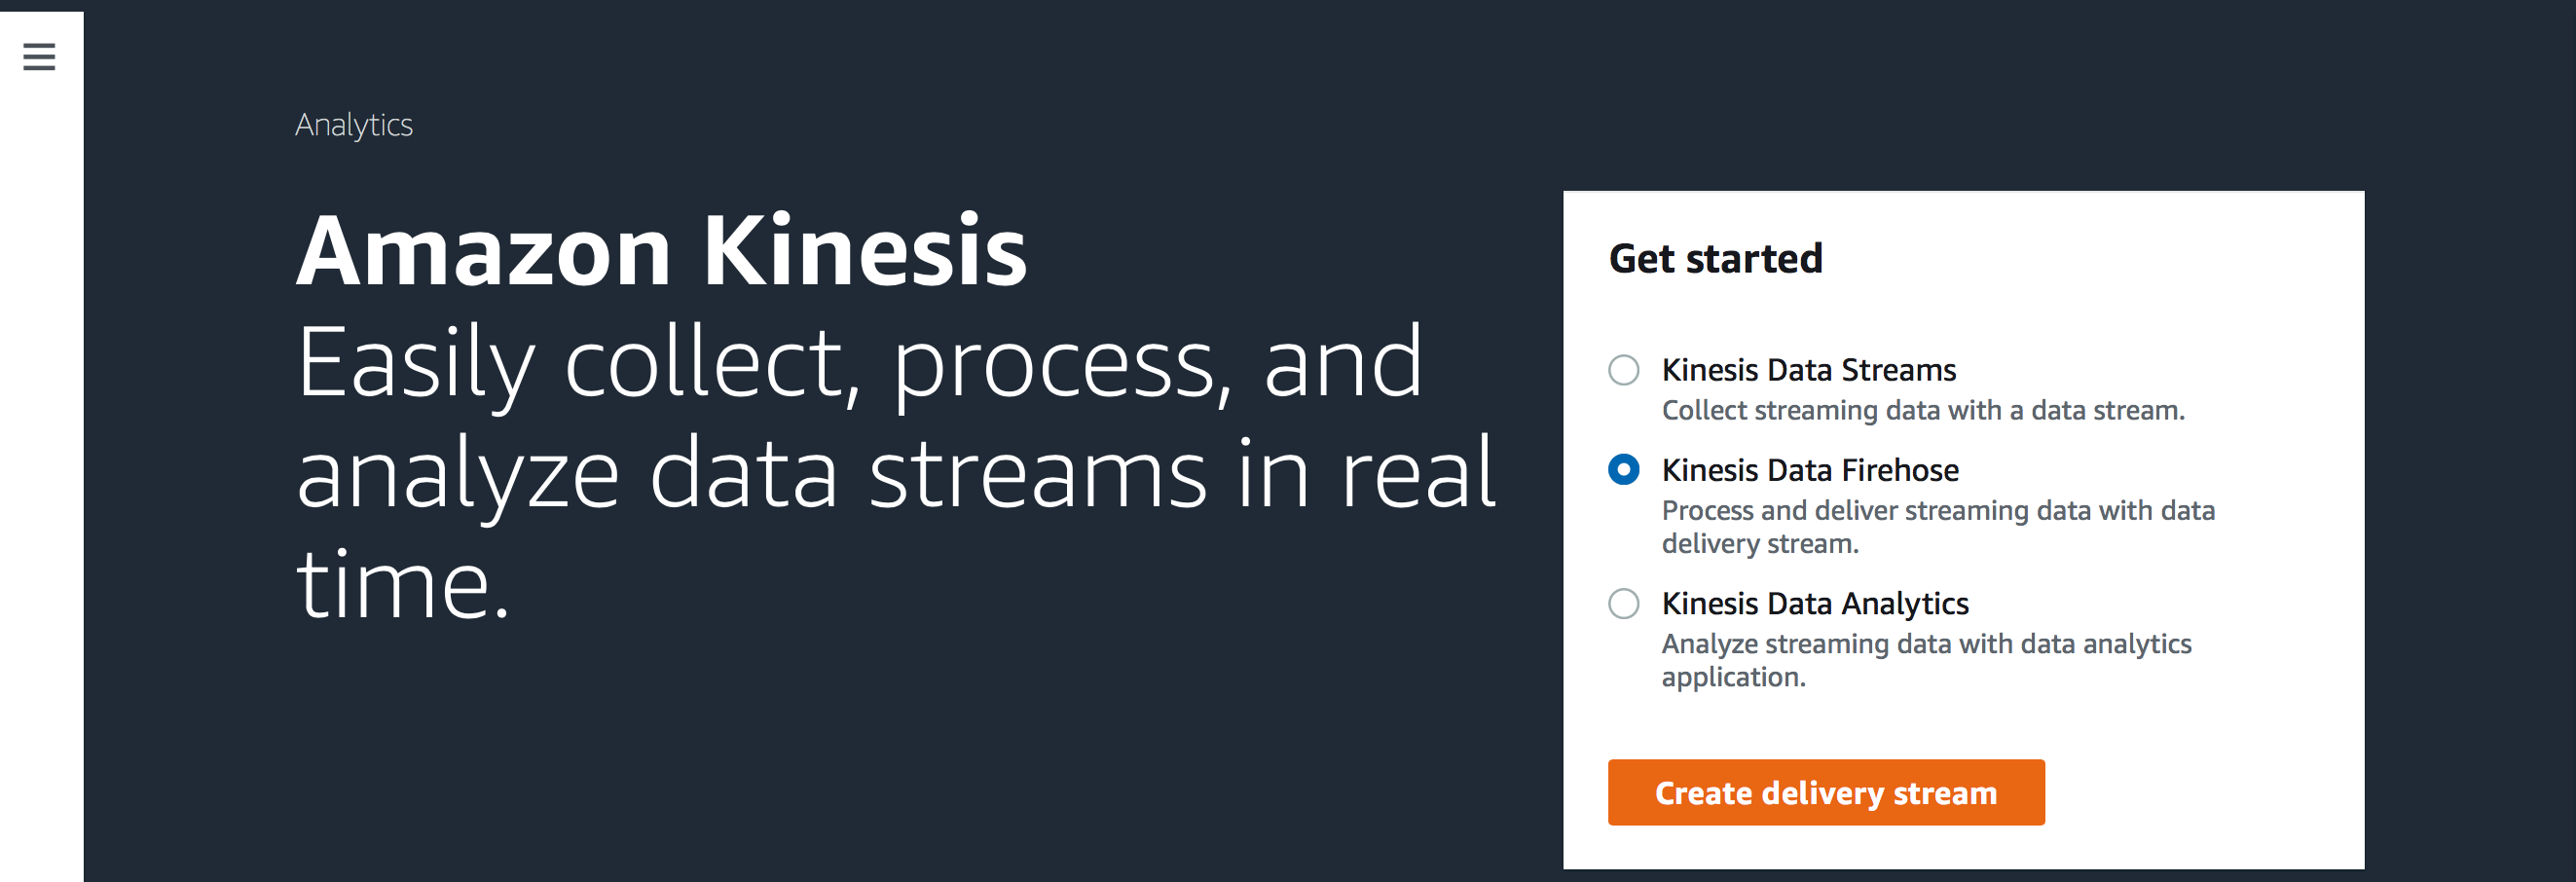 Analytics
Amazon Kinesis
Easily collect, process, and
analyze data streams in real
time.
Get started
Kinesis Data Streams
Collect streaming data with a data stream.
Kinesis Data Firehose
Process and deliver streaming data with data
delivery stream.
Kinesis Data Analytics
Analyze streaming data with data analytics
application.
Create delivery stream